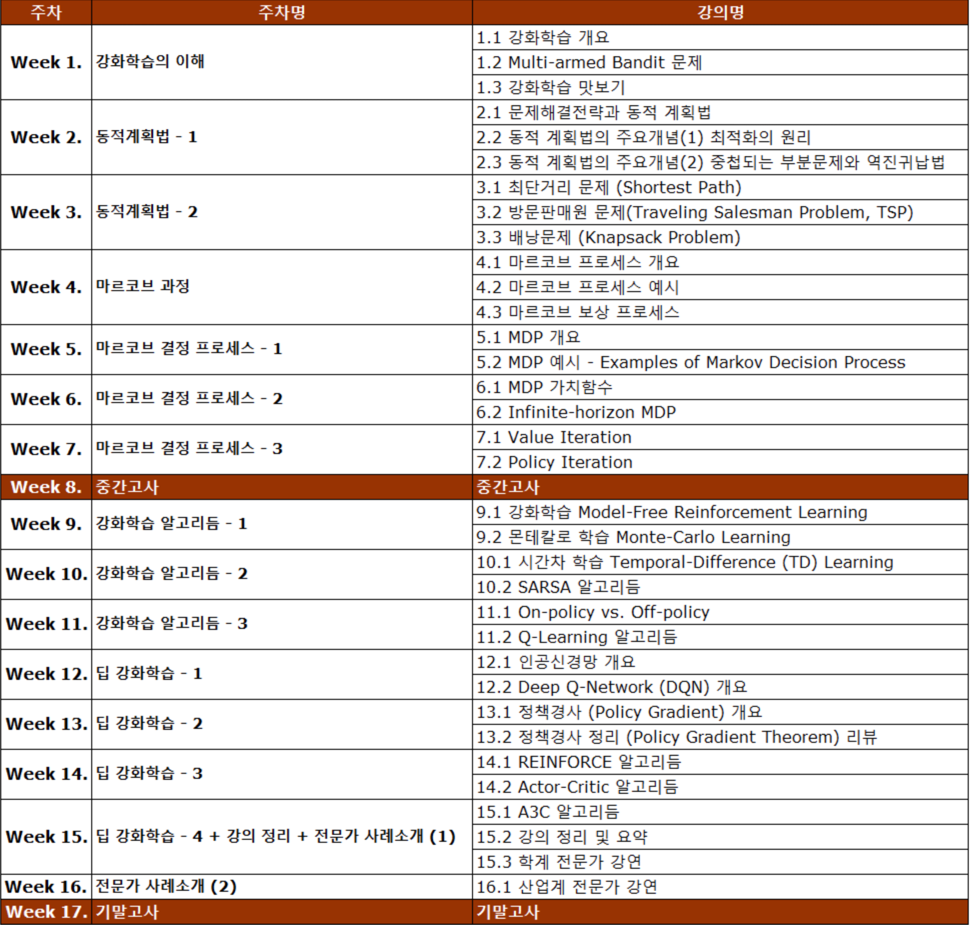 주차 주차명 강의명
Week 1. 강화학습의 이해
1.1 강화학습 개요
1.2 Multi-armed Bandit 문제
1.3 강화학습 맛보기
Week 2. 동적계획법 - 1
2.1 문제해결전략과 동적 계획법
2.2 동적 계획법의 주요개념(1) 최적화의 원리
2.3 동적 계획법의 주요개념(2) 중첩되는 부분문제와 역진귀납법
Week 3. 동적계획법 - 2
3.1 최단거리 문제 (Shortest Path)
3.2 방문판매원 문제(Traveling Salesman Problem, TSP)
3.3 배낭문제 (Knapsack Problem)
Week 4. 마르코브 과정
4.1 마르코브 프로세스 개요
4.2 마르코브 프로세스 예시
4.3 마르코브 보상 프로세스
Week 5. 마르코브 결정 프로세스 - 1
5.1 MDP 개요
5.2 MDP 예시 - Examples of Markov Decision Process
Week 6. 마르코브 결정 프로세스 - 2
6.1 MDP 가치함수
6.2 Infinite-horizon MDP
Week 7. 마르코브 결정 프로세스 - 3
7.1 Value Iteration
7.2 Policy Iteration
Week 8. 중간고사 중간고사
Week 9. 강화학습 알고리듬 - 1
9.1 강화학습 Model-Free Reinforcement Learning
9.2 몬테칼로 학습 Monte-Carlo Learning
Week 10. 강화학습 알고리듬 - 2
10.1 시간차 학습 Temporal-Difference (TD) Learning
10.2 SARSA 알고리듬
Week 11. 강화학습 알고리듬 - 3
11.1 On-policy vs. Off-policy
11.2 Q-Learning 알고리듬
Week 12. 딥 강화학습 - 1
12.1 인공신경망 개요
12.2 Deep Q-Network (DQN) 개요
Week 13. 딥 강화학습 - 2
13.1 정책경사 (Policy Gradient) 개요
13.2 정책경사 정리 (Policy Gradient Theorem) 리뷰
Week 14. 딥 강화학습 - 3
14.1 REINFORCE 알고리듬
14.2 Actor-Critic 알고리듬
Week 15. 딥 강화학습 - 4 + 강의 정리 + 전문가 사례소개 (1)
15.1 A3C 알고리듬
15.2 강의 정리 및 요약
15.3 학계 전문가 강연
Week 16. 전문가 사례소개 (2)
16.1 산업계 전문가 강연
Week 17. 기말고사 기말고사